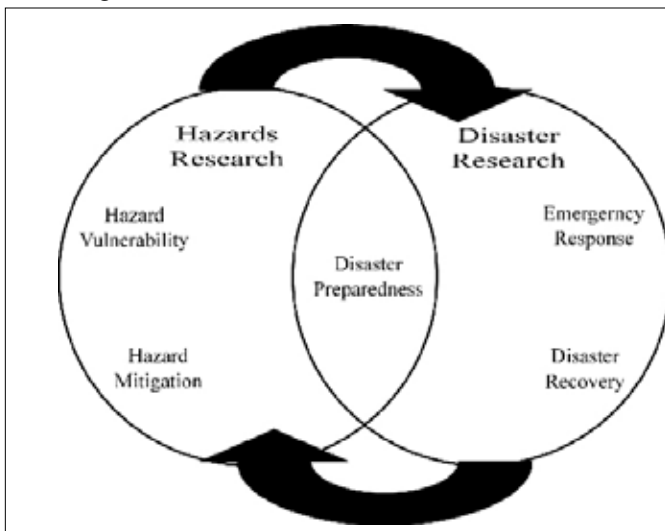 Hazards
Research
Disaster
Research
Hazard
Vulnerability
Emergerncy
Response
Disaster
Preparedness
Hazard
Mitigation
Disaster
Recovery